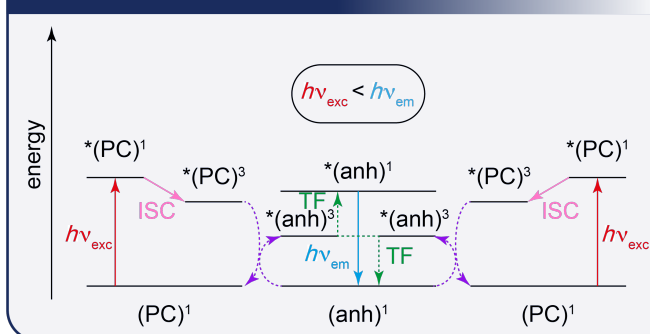 energy
hνexc < hνem
*(PC)¹
*(PC)³
ISC
hνexc
(PC)¹
*(anh)¹
TF
*(anh)³
*(anh)³
hνem
TF
(anh)¹
*(PC)³
*(PC)¹
ISC
hνexc
(PC)¹